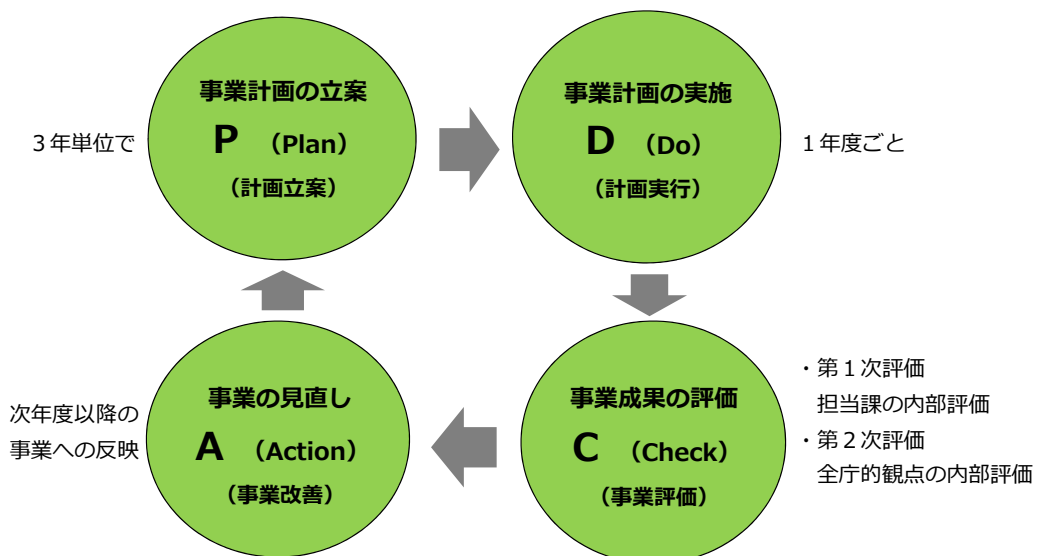 ３年単位で
事業計画の立案
P （Plan）
（計画立案）
事業計画の実施
D （Do）
（計画実行）
１年度ごと
次年度以降の
事業への反映
事業の見直し
A （Action）
（事業改善）
事業成果の評価
C （Check）
（事業評価）
・第１次評価
担当課の内部評価
・第２次評価
全庁的観点の内部評価